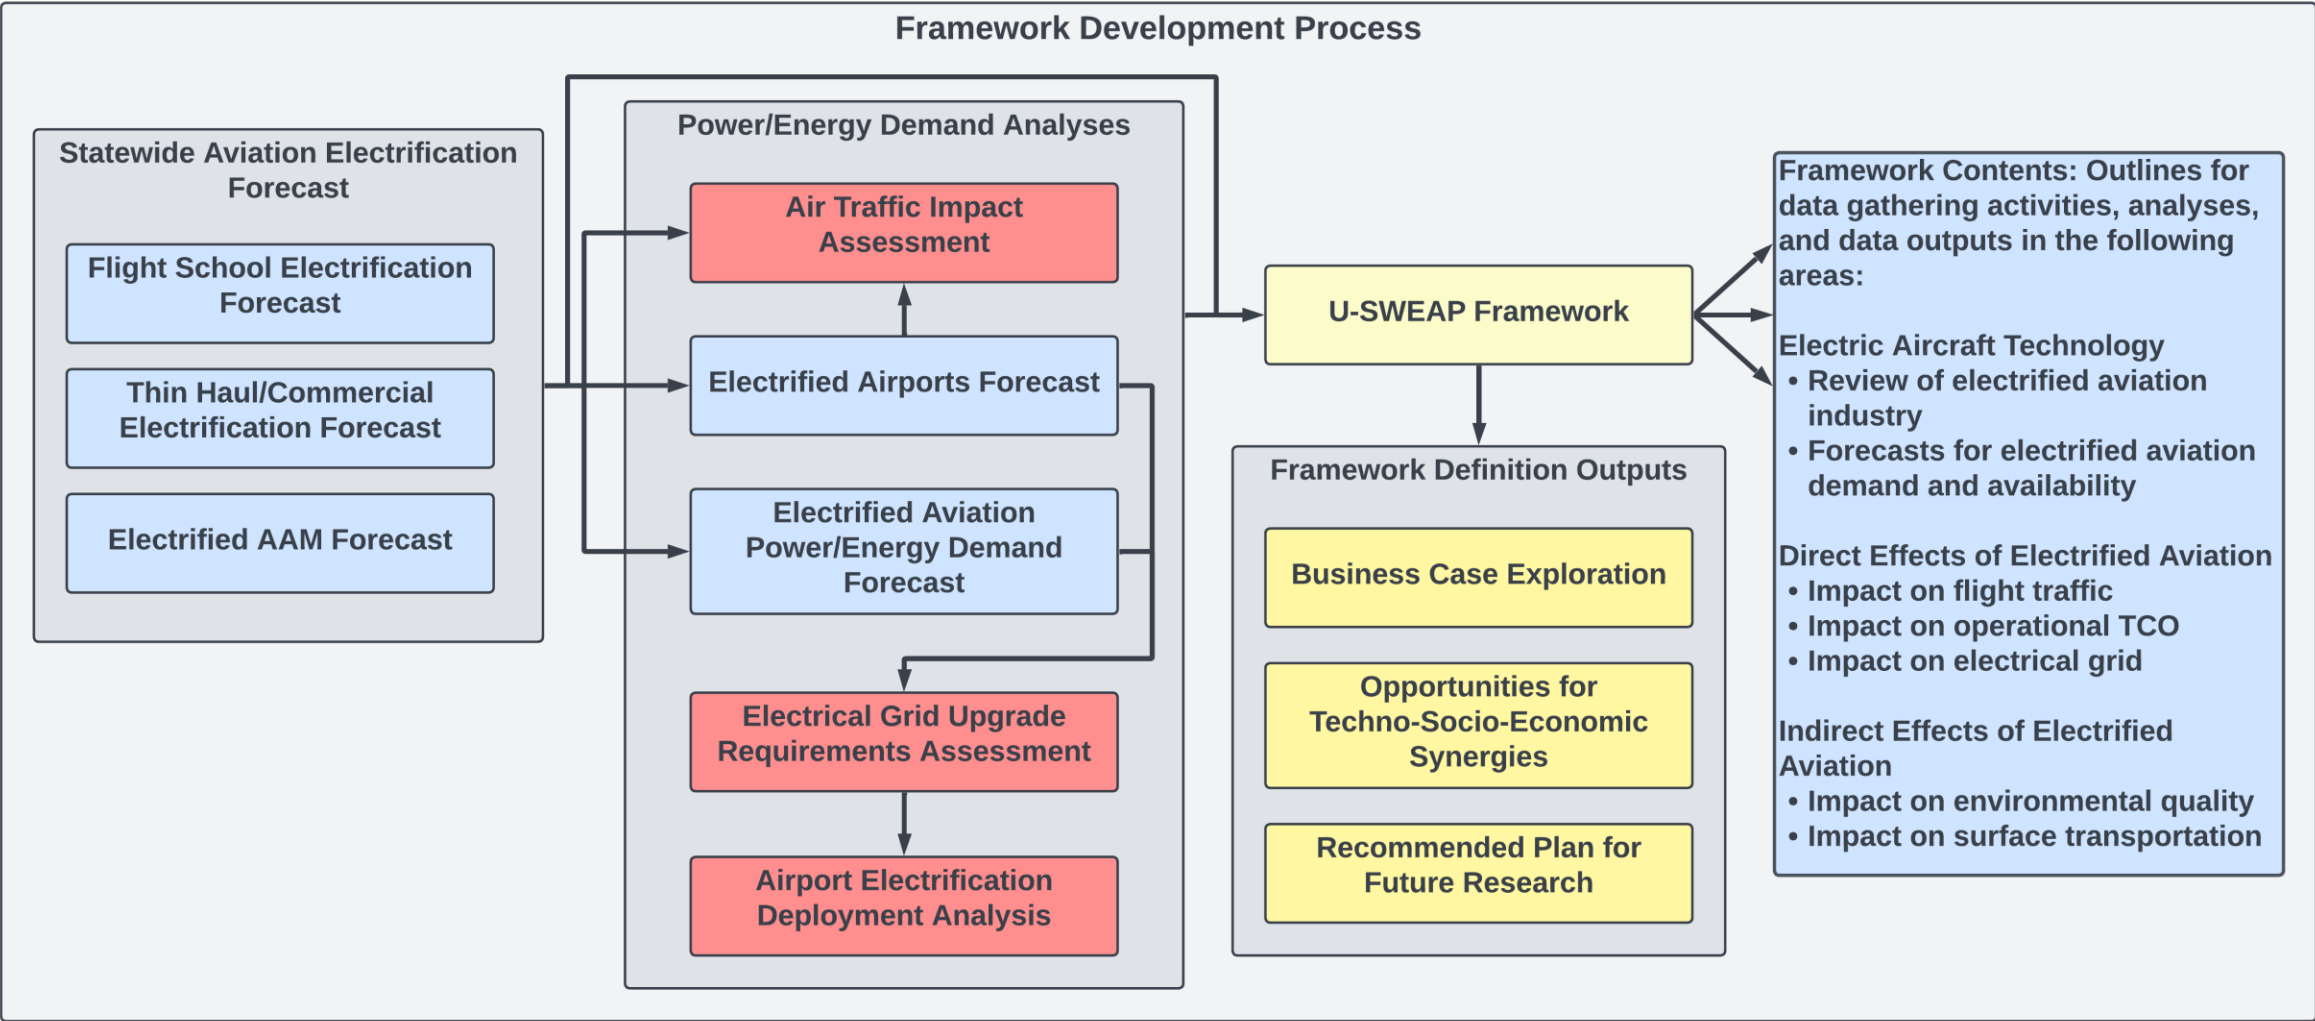 Framework Development Process
Statewide Aviation Electrification
Forecast
Flight School Electrification
Forecast
Thin Haul/Commercial
Electrification Forecast
Electrified AAM Forecast
Power/Energy Demand Analyses
Air Traffic Impact
Assessment
Electrified Airports Forecast
Electrified Aviation
Power/Energy Demand
Forecast
Electrical Grid Upgrade
Requirements Assessment
Airport Electrification
Deployment Analysis
U-SWEAP Framework
Framework Definition Outputs
Business Case Exploration
Opportunities for
Techno-Socio-Economic
Synergies
Recommended Plan for
Future Research
Framework Contents: Outlines for
data gathering activities, analyses,
and data outputs in the following
areas:
Electric Aircraft Technology
• Review of electrified aviation
industry
• Forecasts for electrified aviation
demand and availability
Direct Effects of Electrified Aviation
• Impact on flight traffic
• Impact on operational TCO
• Impact on electrical grid
Indirect Effects of Electrified
Aviation
• Impact on environmental quality
• Impact on surface transportation